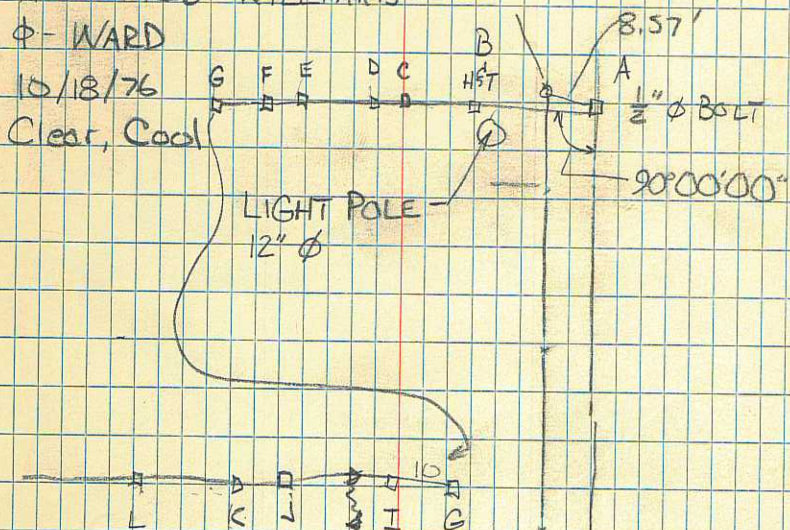 Φ- WARD
10/18/76
Clear, Cool
8.57'
G F E D C B A
H&T
1/2" Ø BOLT
90°00'00"
LIGHT POLE
12" Ø
10
L I G